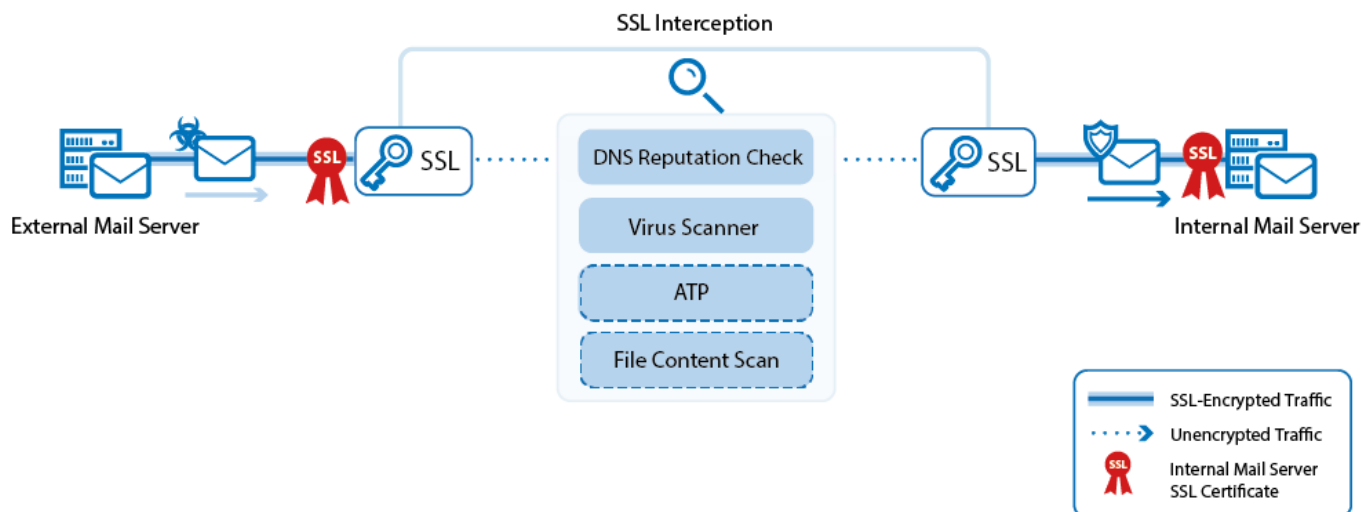 SSL Interception
SSL
SSL
DNS Reputation Check
SSL
SSL
External Mail Server
Virus Scanner
Internal Mail Server
ATP
File Content Scan
SSL-Encrypted Traffic
Unencrypted Traffic
SSL
Internal Mail Server
SSL Certificate